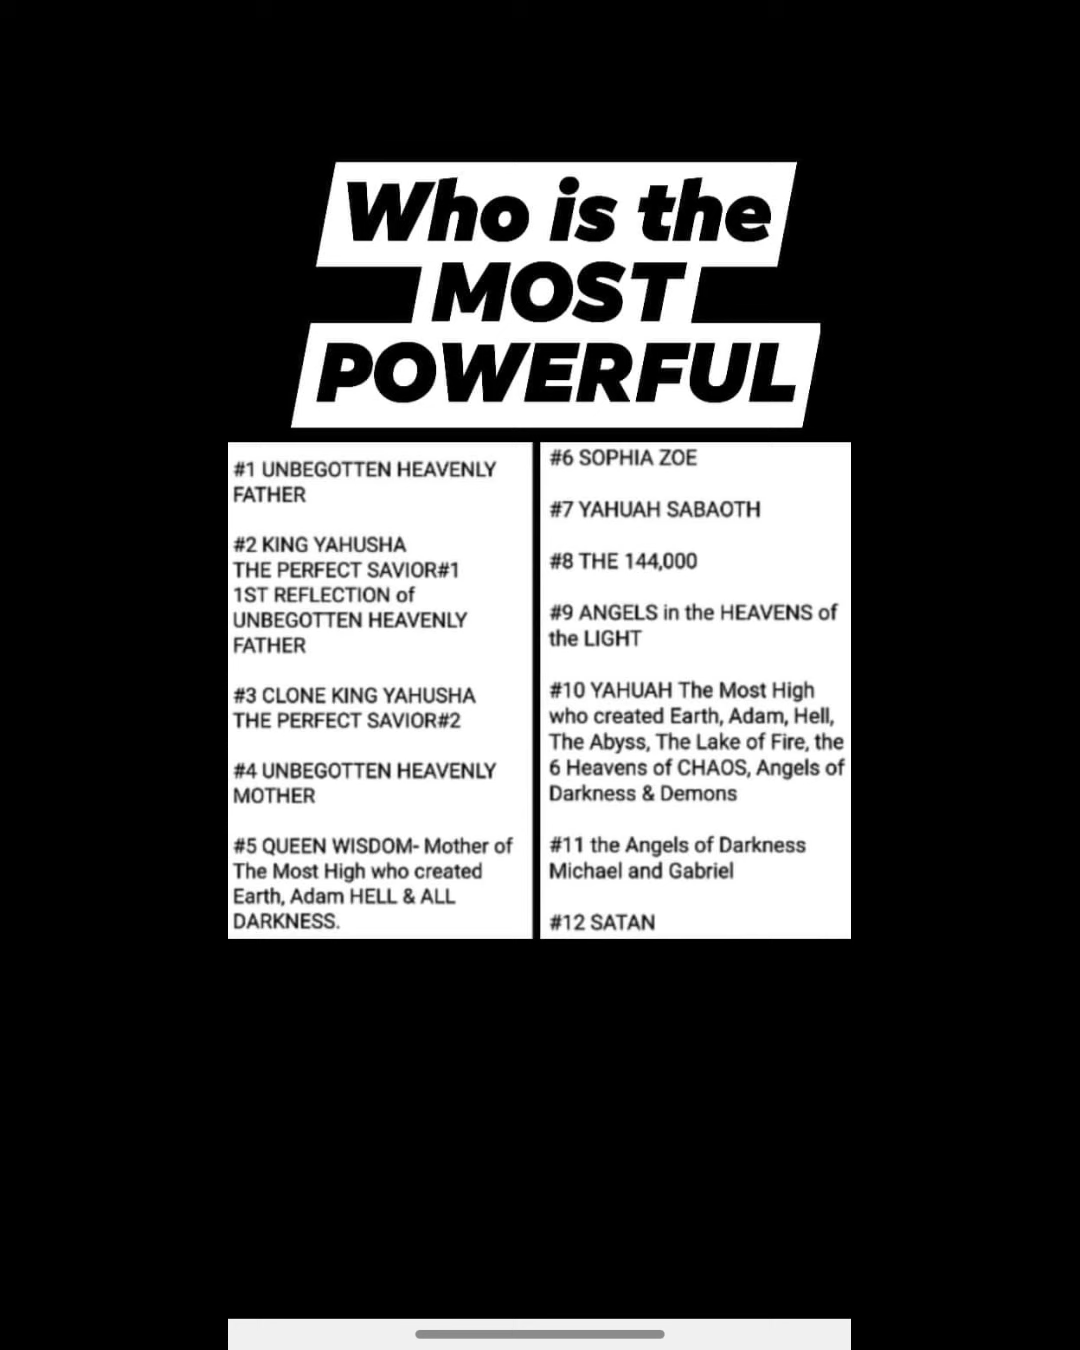 Who is the
MOST
POWERFUL
#1 UNBEGOTTEN HEAVENLY
FATHER
#2 KING YAHUSHA
THE PERFECT SAVIOR#1
1ST REFLECTION of
UNBEGOTTEN HEAVENLY
FATHER
#3 CLONE KING YAHUSHA
THE PERFECT SAVIOR#2
#4 UNBEGOTTEN HEAVENLY
MOTHER
#5 QUEEN WISDOM- Mother of
The Most High who created
Earth, Adam HELL & ALL
DARKNESS.
#6 SOPHIA ZOE
#7 YAHUAH SABAOTH
#8 THE 144,000
#9 ANGELS in the HEAVENS of
the LIGHT
#10 YAHUAH The Most High
who created Earth, Adam, Hell,
The Abyss, The Lake of Fire, the
6 Heavens of CHAOS, Angels of
Darkness & Demons
#11 the Angels of Darkness
Michael and Gabriel
#12 SATAN